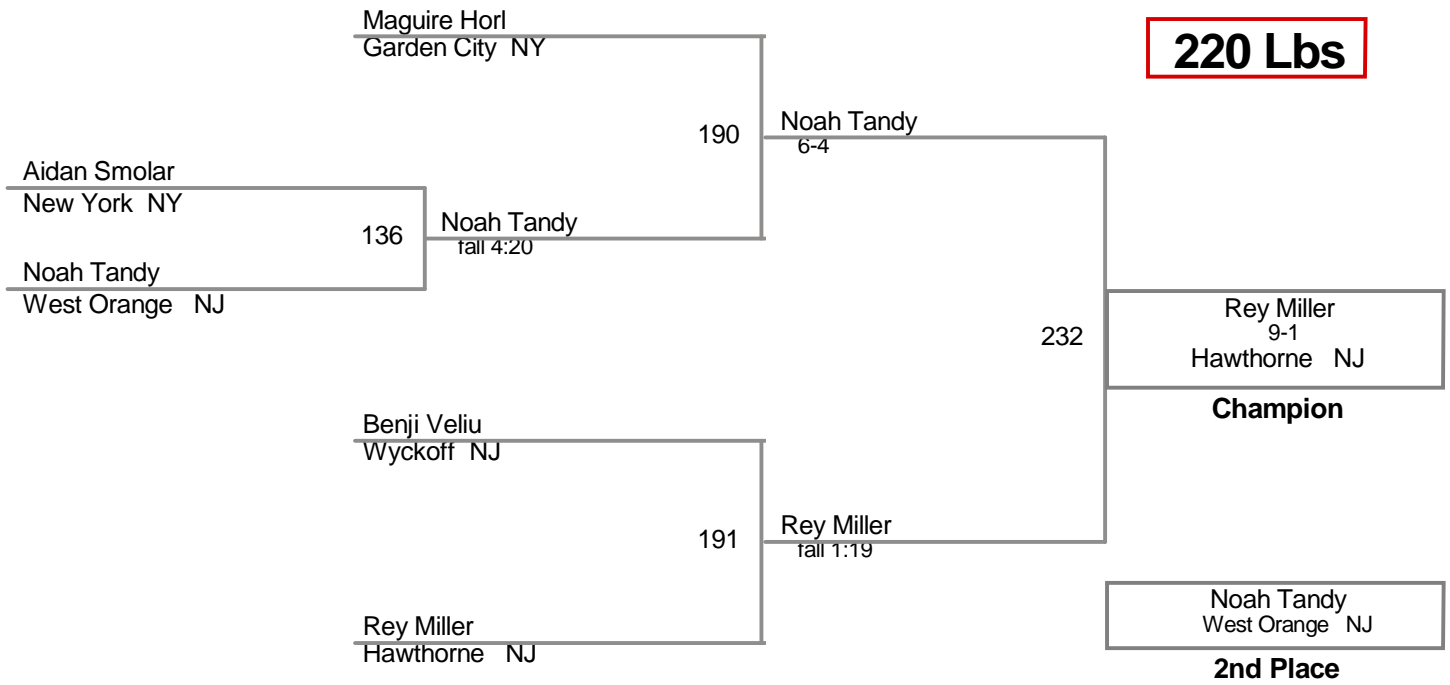 Maguire Horl
Garden City NY
220 Lbs
190
Noah Tandy
6-4
Aidan Smolar
New York NY
136
Noah Tandy
fall 4:20
Noah Tandy
West Orange NJ
232
Rey Miller
9-1
Hawthorne NJ
Champion
Benji Veliu
Wyckoff NJ
191
Rey Miller
fall 1:19
Rey Miller
Hawthorne NJ
Noah Tandy
West Orange NJ
2nd Place